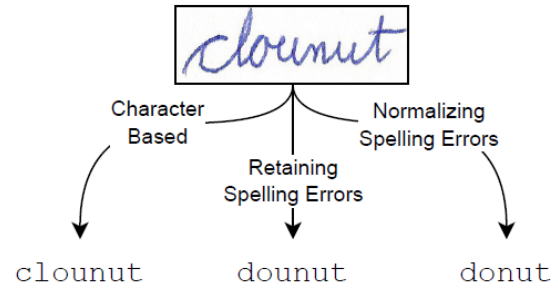 clounut
Character
Based
Retaining
Spelling Errors
Normalizing
Spelling Errors
clounut
dounut
donut